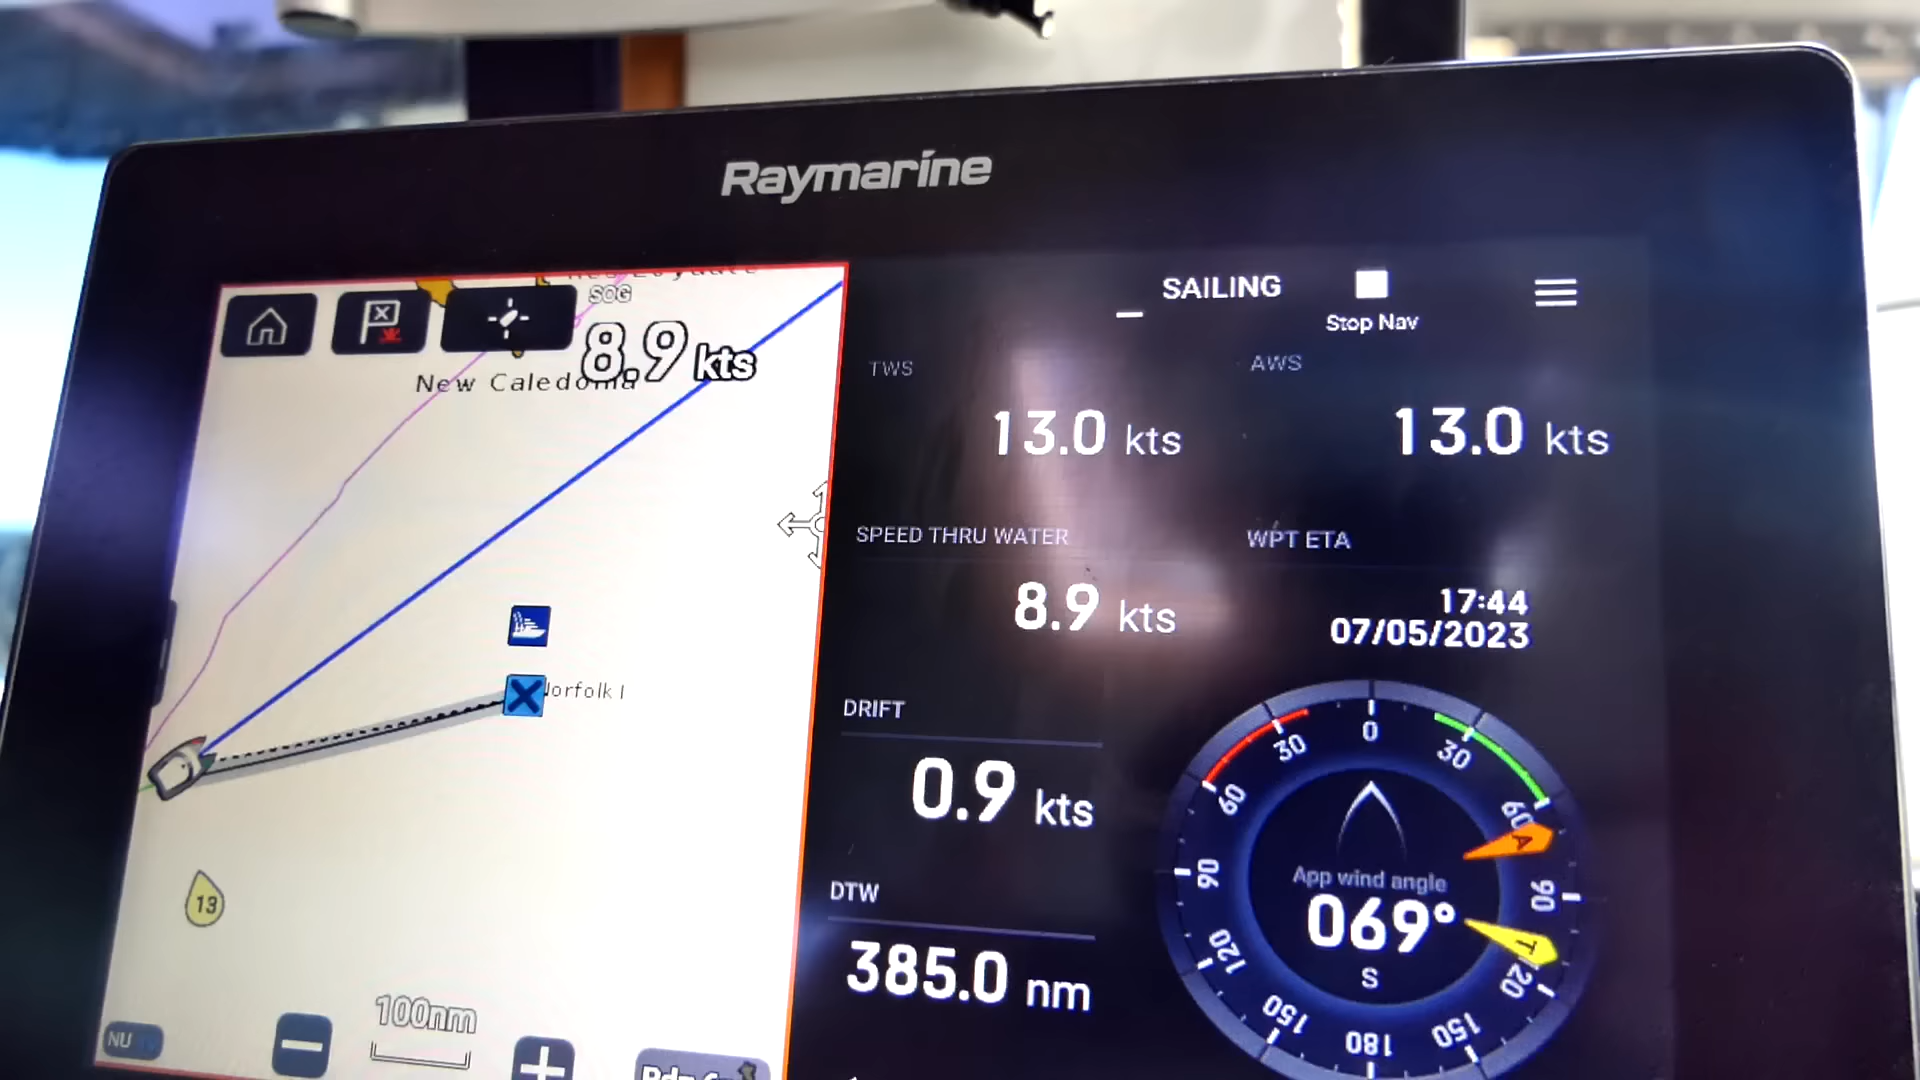 Raymarine
SOG
8.9 kts
New Caledonia
Norfolk I
13
100nm
NU
SAILING
Stop Nav
TWS
13.0 kts
AWS
13.0 kts
SPEED THRU WATER
8.9 kts
WPT ETA
17:44
07/05/2023
DRIFT
0.9 kts
DTW
385.0 nm
0
30
30
60
60
90
90
120
120
150
150
180
A
T
App wind angle
069°
S